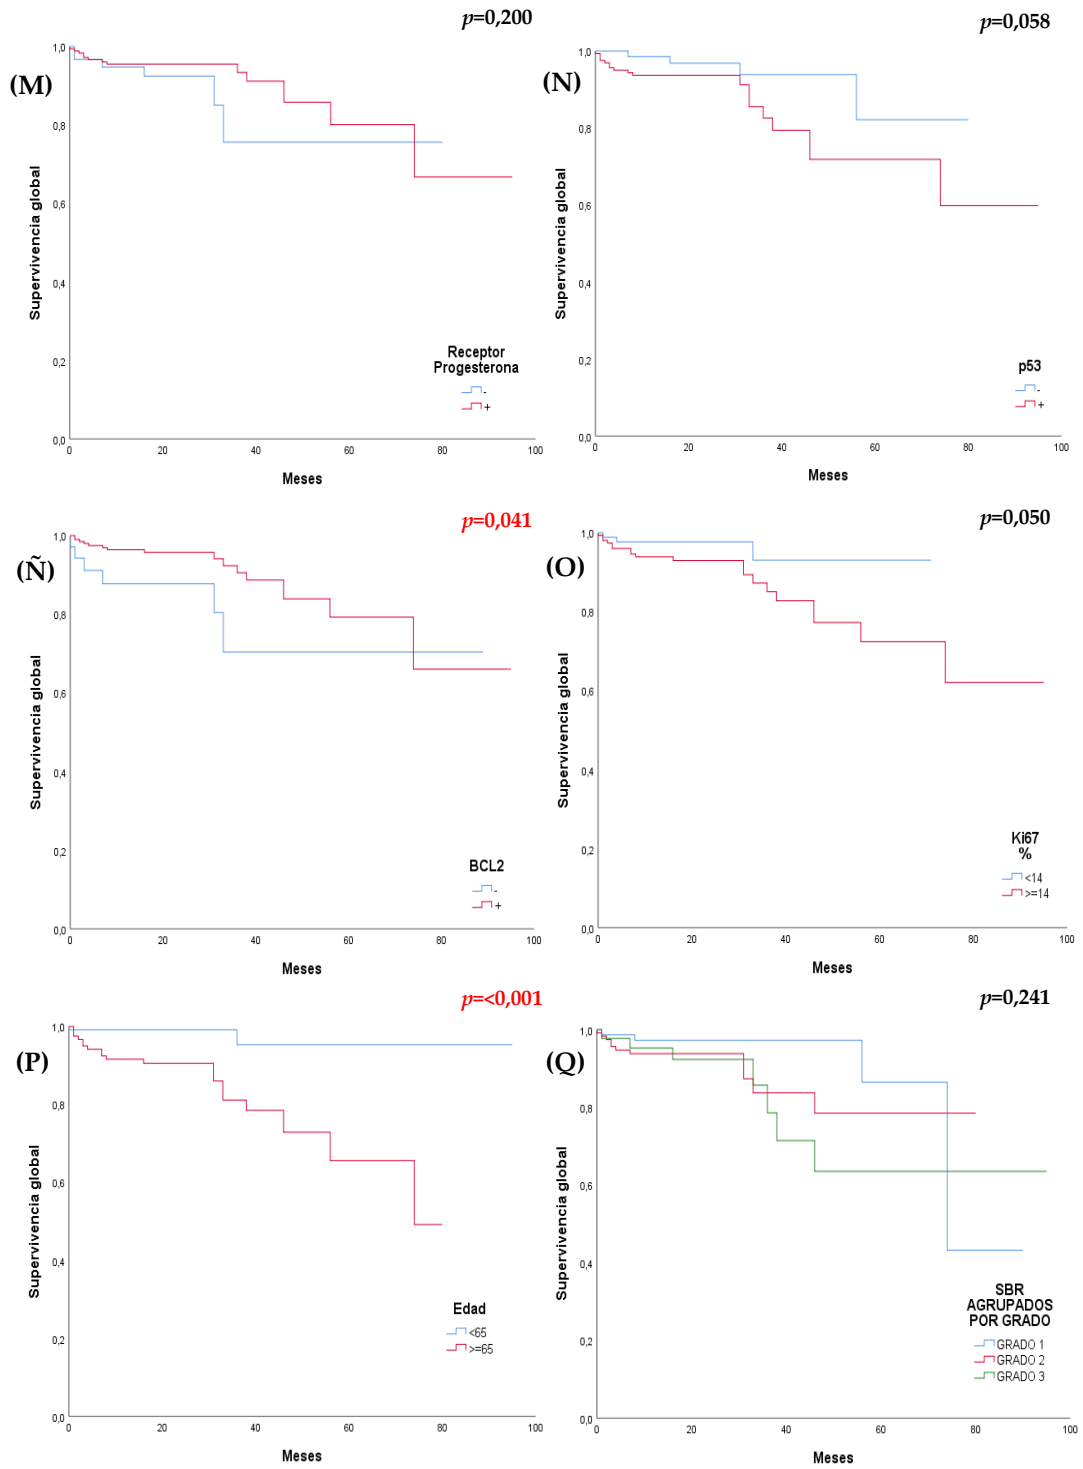 p=0,200
(M)
1,0
0,8
0,6
0,4
0,2
0,0
Supervivencia global
Receptor
Progesterona
-
+
0 20 40 60 80 100
Meses
p=0,058
(N)
1,0
0,8
0,6
0,4
0,2
0,0
Supervivencia global
p53
-
+
0 20 40 60 80 100
Meses
p=0,041
(Ñ)
1,0
0,8
0,6
0,4
0,2
0,0
Supervivencia global
BCL2
-
+
0 20 40 60 80 100
Meses
p=0,050
(O)
1,0
0,8
0,6
0,4
0,2
0,0
Supervivencia global
Ki67
%
<14
>=14
0 20 40 60 80 100
Meses
p=<0,001
(P)
1,0
0,8
0,6
0,4
0,2
0,0
Supervivencia global
Edad
<65
>=65
0 20 40 60 80 100
Meses
p=0,241
(Q)
1,0
0,8
0,6
0,4
0,2
0,0
Supervivencia global
SBR
AGRUPADOS
POR GRADO
GRADO 1
GRADO 2
GRADO 3
0 20 40 60 80 100
Meses